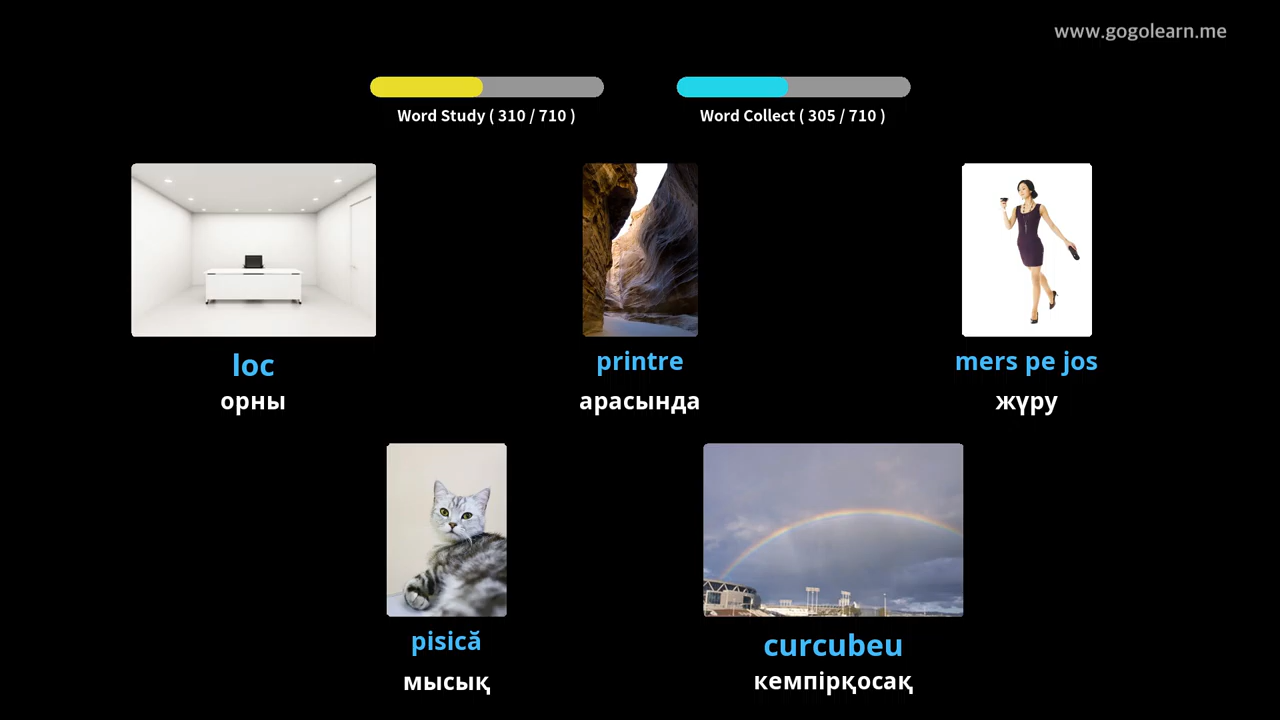 www.gogolearn.me
Word Study ( 310 / 710 )
Word Collect ( 305 / 710 )
loc
орны
printre
арасында
mers pe jos
жүру
pisică
мысық
curcubeu
кемпірқосақ